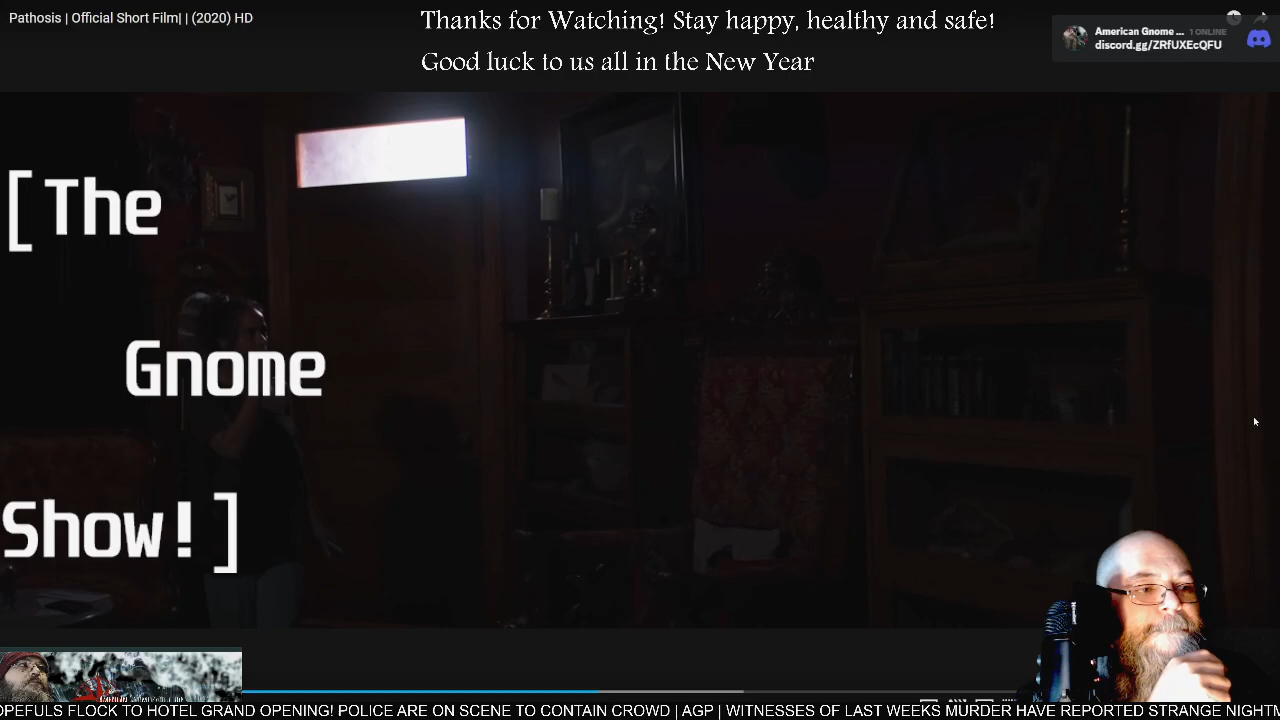 Pathosis | Official Short Film| | (2020) HD
Thanks for Watching! Stay happy, healthy and safe!
Good luck to us all in the New Year
American Gnome ... 1 ONLINE
discord.gg/ZRfUXEcQFU
[The
Gnome
Show!]
OPEFULS FLOCK TO HOTEL GRAND OPENING! POLICE ARE ON SCENE TO CONTAIN CROWD | AGP | WITNESSES OF LAST WEEKS MURDER HAVE REPORTED STRANGE NIGHTM